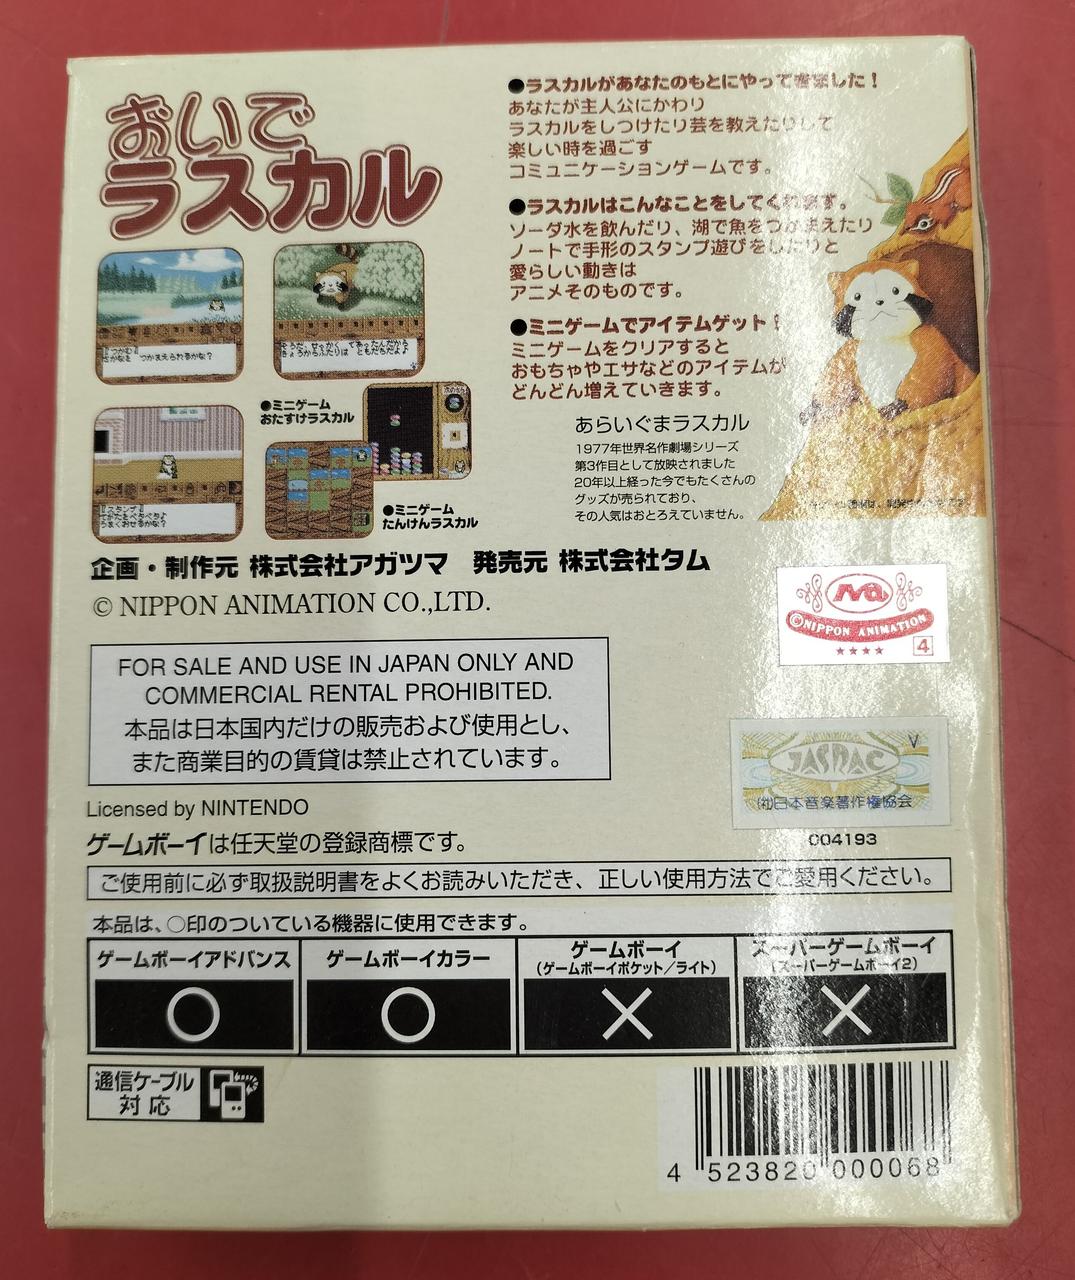 おいで
ラスカル
●ラスカルがあなたのもとにやってきました！
あなたが主人公にかわり
ラスカルをしつけたり芸を教えたりして
楽しい時を過ごす
コミュニケーションゲームです。
●ラスカルはこんなことをしてくれます。
ソーダ水を飲んだり、湖で魚をつかまえたり
ノートで手形のスタンプ遊びをしたりと
愛らしい動きは
アニメそのものです。
●ミニゲームでアイテムゲット！
ミニゲームをクリアすると
おもちゃやエサなどのアイテムが
どんどん増えていきます。
つかまえられるかな？
●ミニゲーム
おたすけラスカル
●ミニゲーム
たんけんラスカル
うまくおせるかな？
あらいぐまラスカル
1977年世界名作劇場シリーズ
第3作目として放映されました
20年以上経った今でもたくさんの
グッズが売られており、
その人気はおとろえていません。
企画・制作元 株式会社アガツマ　発売元 株式会社タム
© NIPPON ANIMATION CO.,LTD.
©NIPPON ANIMATION
4
FOR SALE AND USE IN JAPAN ONLY AND
COMMERCIAL RENTAL PROHIBITED.
本品は日本国内だけの販売および使用とし、
また商業目的の賃貸は禁止されています。
JASRAC
V
(社)日本音楽著作権協会
004193
Licensed by NINTENDO
ゲームボーイは任天堂の登録商標です。
ご使用前に必ず取扱説明書をよくお読みいただき、正しい使用方法でご愛用ください。
本品は、○印のついている機器に使用できます。
ゲームボーイアドバンス
ゲームボーイカラー
ゲームボーイ
(ゲームボーイポケット／ライト)
スーパーゲームボーイ
(スーパーゲームボーイ2)
○ ○ × ×
通信ケーブル
対応
4 523820 000068